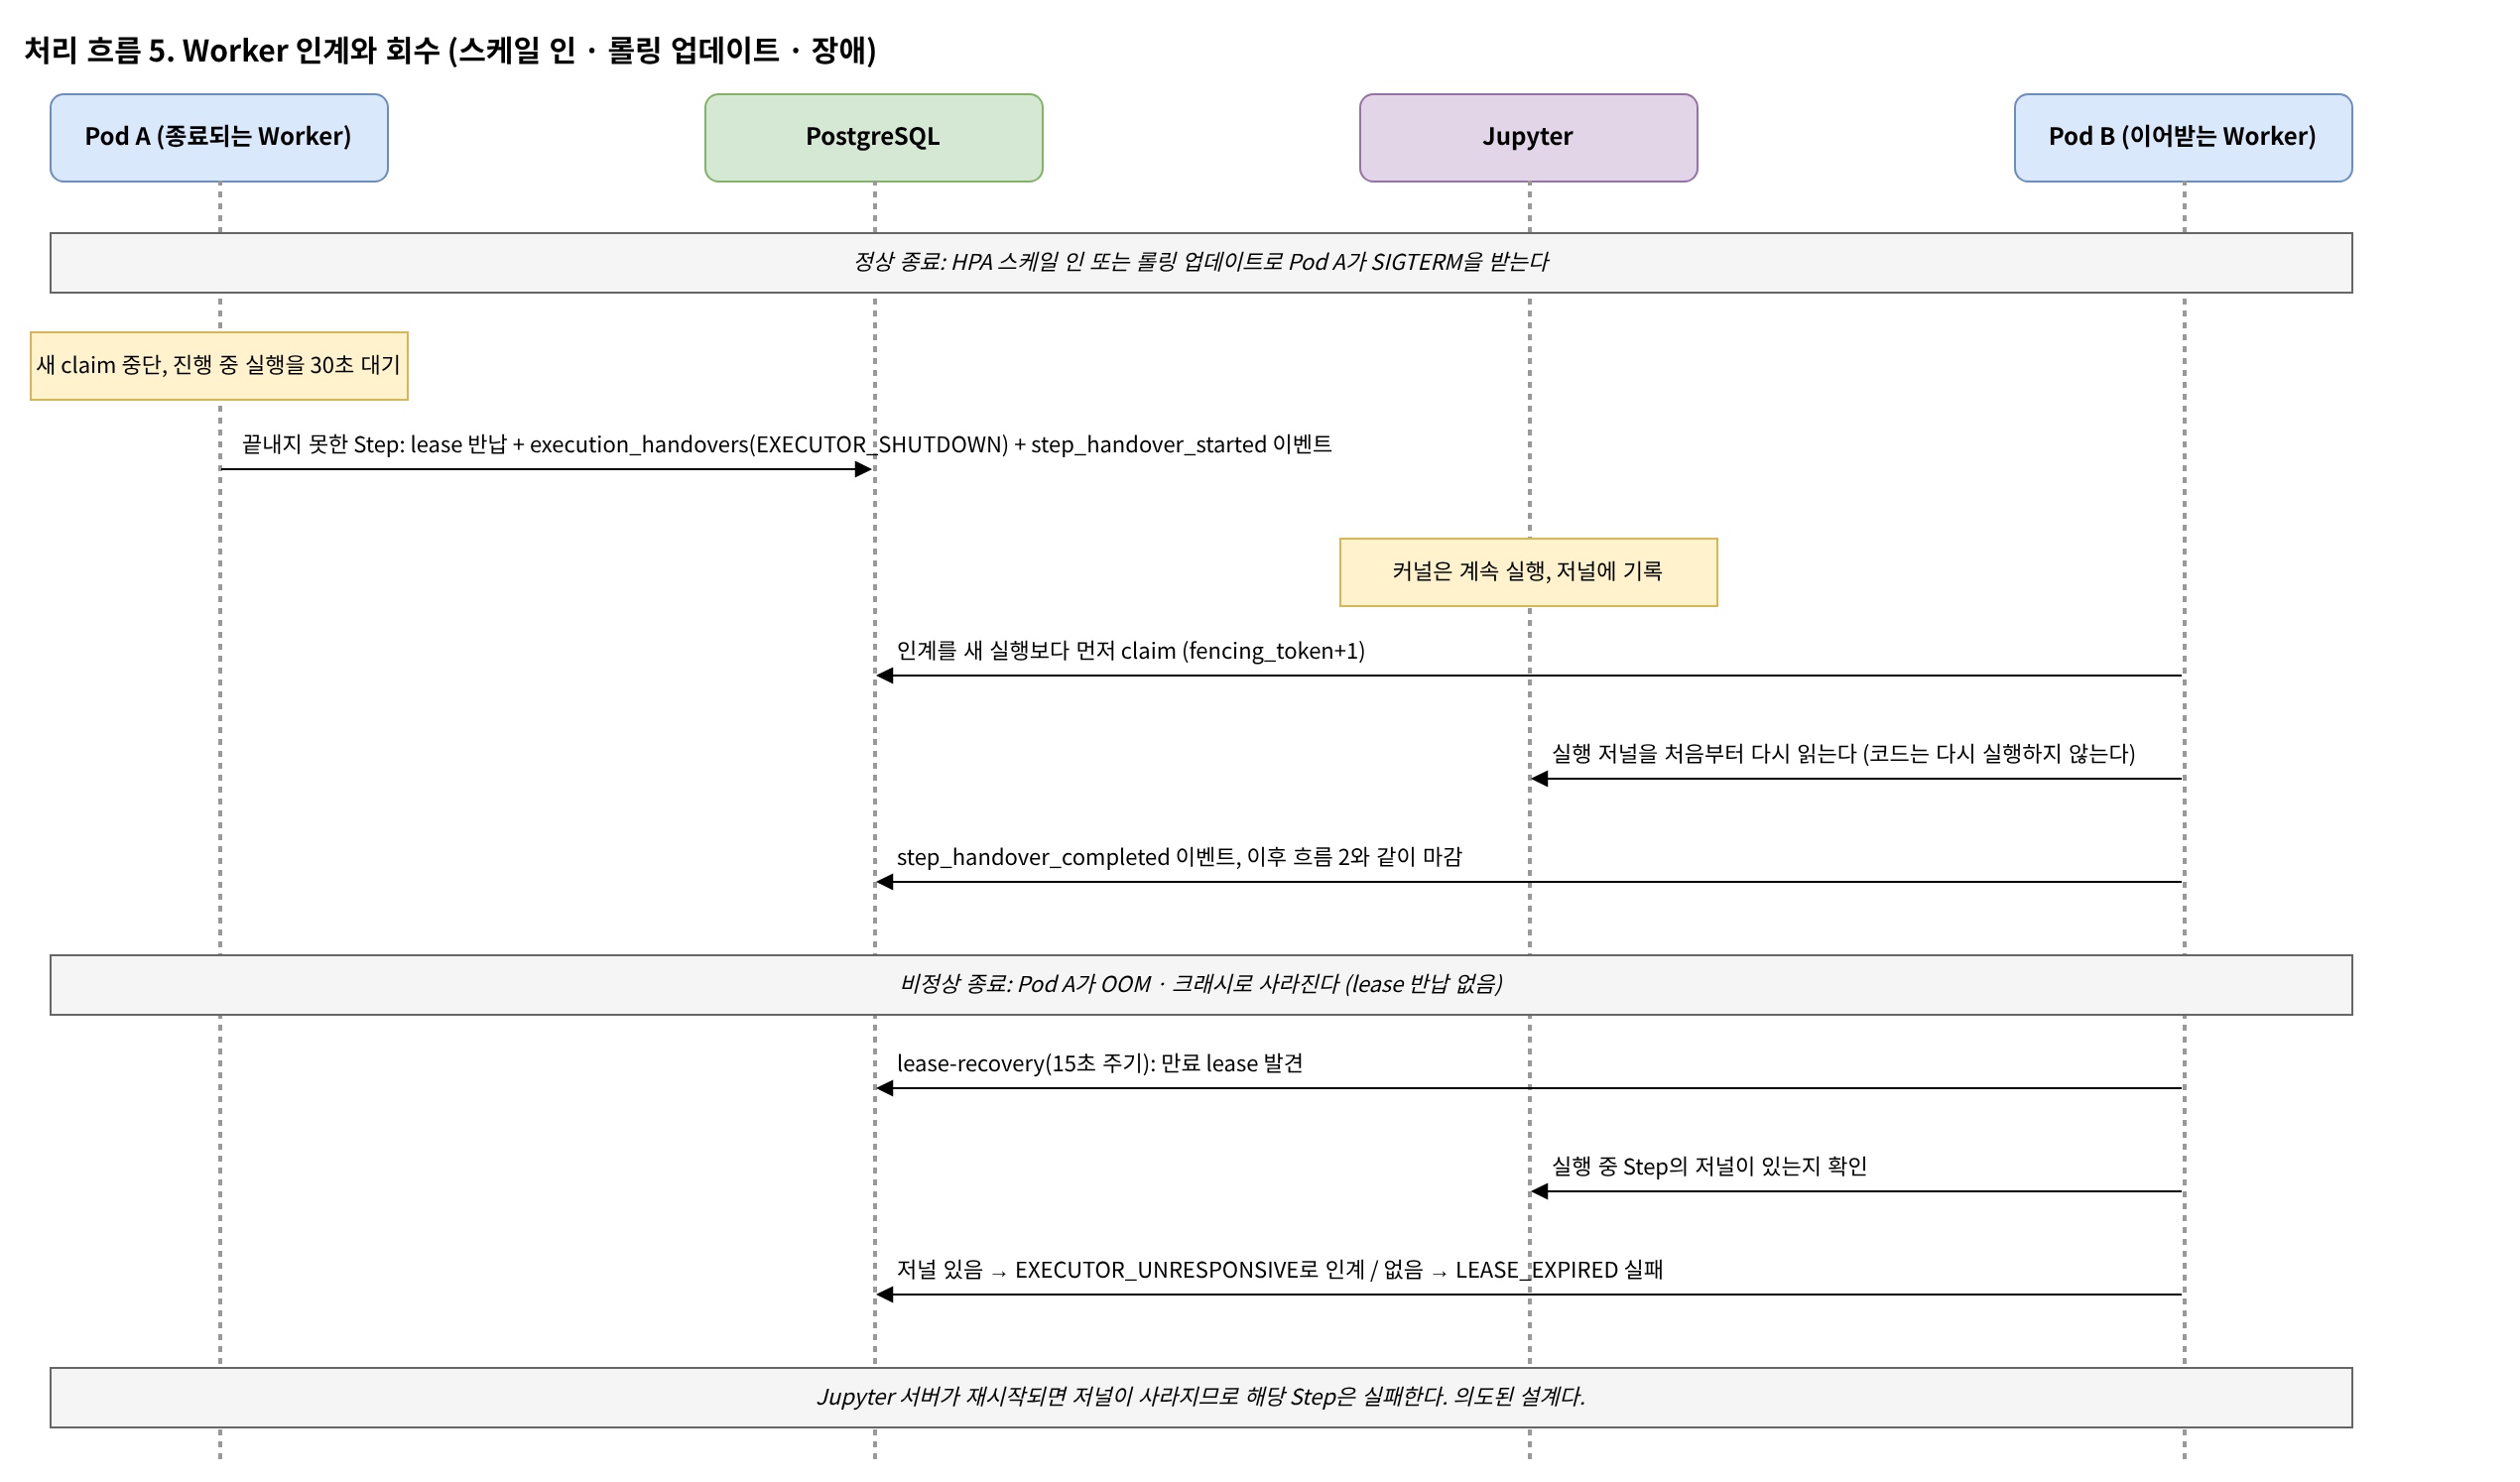 처리 흐름 5. Worker 인계와 회수 (스케일 인 · 롤링 업데이트 · 장애)
Pod A (종료되는 Worker)
PostgreSQL
Jupyter
Pod B (이어받는 Worker)
정상 종료: HPA 스케일 인 또는 롤링 업데이트로 Pod A가 SIGTERM을 받는다
새 claim 중단, 진행 중 실행을 30초 대기
끝내지 못한 Step: lease 반납 + execution_handovers(EXECUTOR_SHUTDOWN) + step_handover_started 이벤트
커널은 계속 실행, 저널에 기록
인계를 새 실행보다 먼저 claim (fencing_token+1)
실행 저널을 처음부터 다시 읽는다 (코드는 다시 실행하지 않는다)
step_handover_completed 이벤트, 이후 흐름 2와 같이 마감
비정상 종료: Pod A가 OOM · 크래시로 사라진다 (lease 반납 없음)
lease-recovery(15초 주기): 만료 lease 발견
실행 중 Step의 저널이 있는지 확인
저널 있음 → EXECUTOR_UNRESPONSIVE로 인계 / 없음 → LEASE_EXPIRED 실패
Jupyter 서버가 재시작되면 저널이 사라지므로 해당 Step은 실패한다. 의도된 설계다.